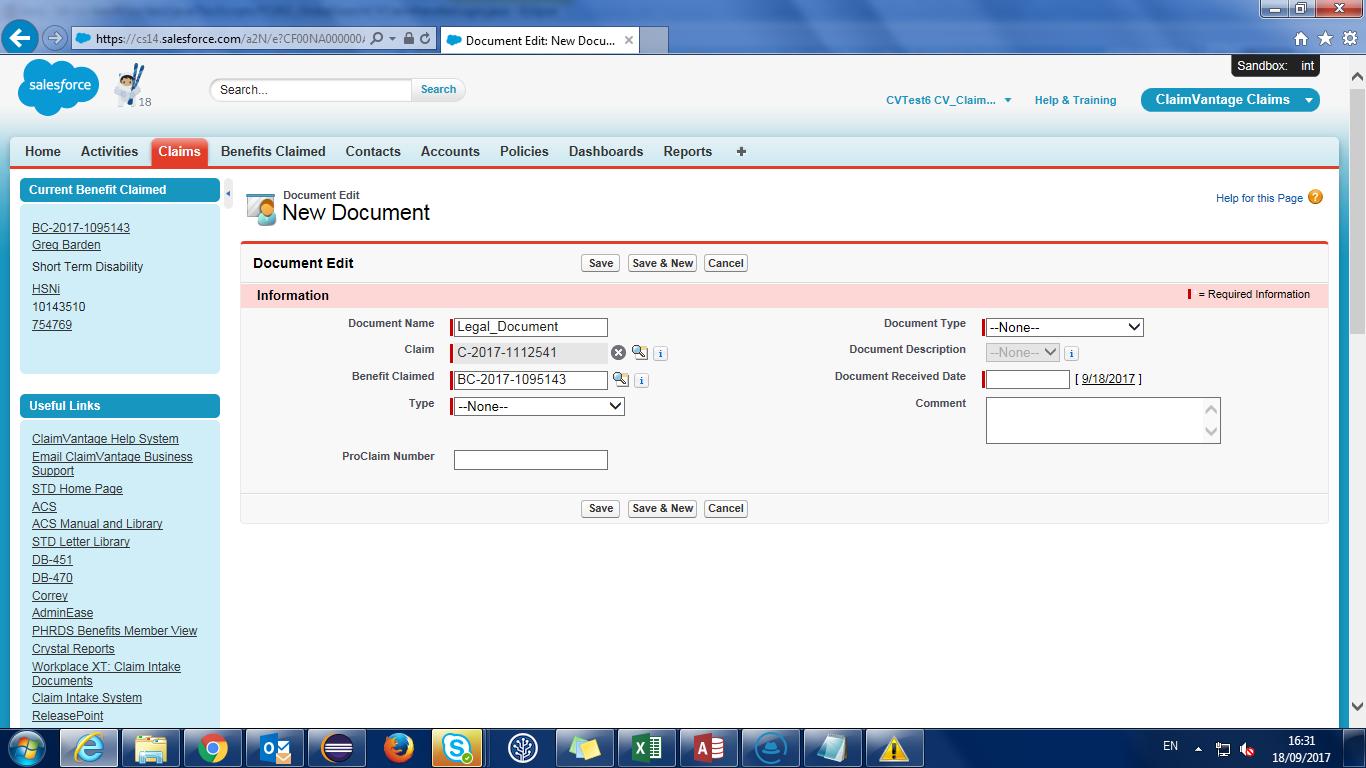 https://cs14.salesforce.com/a2N/e?CF00NA000000
Document Edit: New Docu...
Sandbox: int
salesforce
18
Search...
Search
CVTest6 CV_Claim...
Help & Training
ClaimVantage Claims
Home
Activities
Claims
Benefits Claimed
Contacts
Accounts
Policies
Dashboards
Reports
Current Benefit Claimed
BC-2017-1095143
Greg Barden
Short Term Disability
HSNi
10143510
754769
Useful Links
ClaimVantage Help System
Email ClaimVantage Business
Support
STD Home Page
ACS
ACS Manual and Library
STD Letter Library
DB-451
DB-470
Correy
AdminEase
PHRDS Benefits Member View
Crystal Reports
Workplace XT: Claim Intake
Documents
Claim Intake System
ReleasePoint
Document Edit
New Document
Help for this Page
Document Edit
Save
Save & New
Cancel
Information
= Required Information
Document Name Legal_Document
Document Type --None--
Claim C-2017-1112541
Document Description --None--
Benefit Claimed BC-2017-1095143
Document Received Date [ 9/18/2017 ]
Type --None--
Comment
ProClaim Number
Save
Save & New
Cancel
EN
16:31
18/09/2017